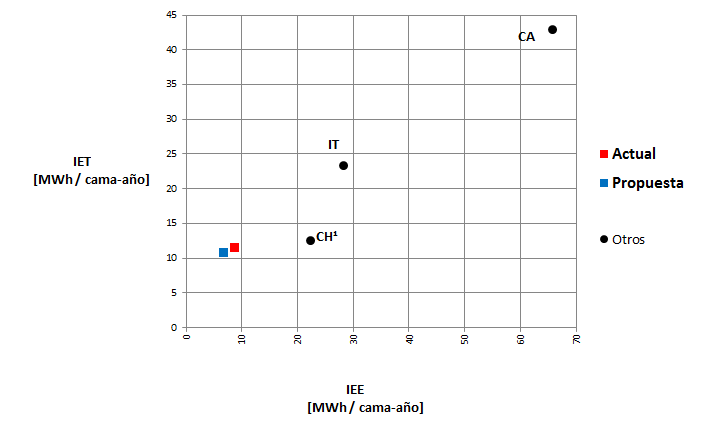 45
40
35
30
25
20
15
10
5
0
CA
IT
CH¹
IET
[MWh / cama-año]
Actual
Propuesta
Otros
0 10 20 30 40 50 60 70
IEE
[MWh / cama-año]